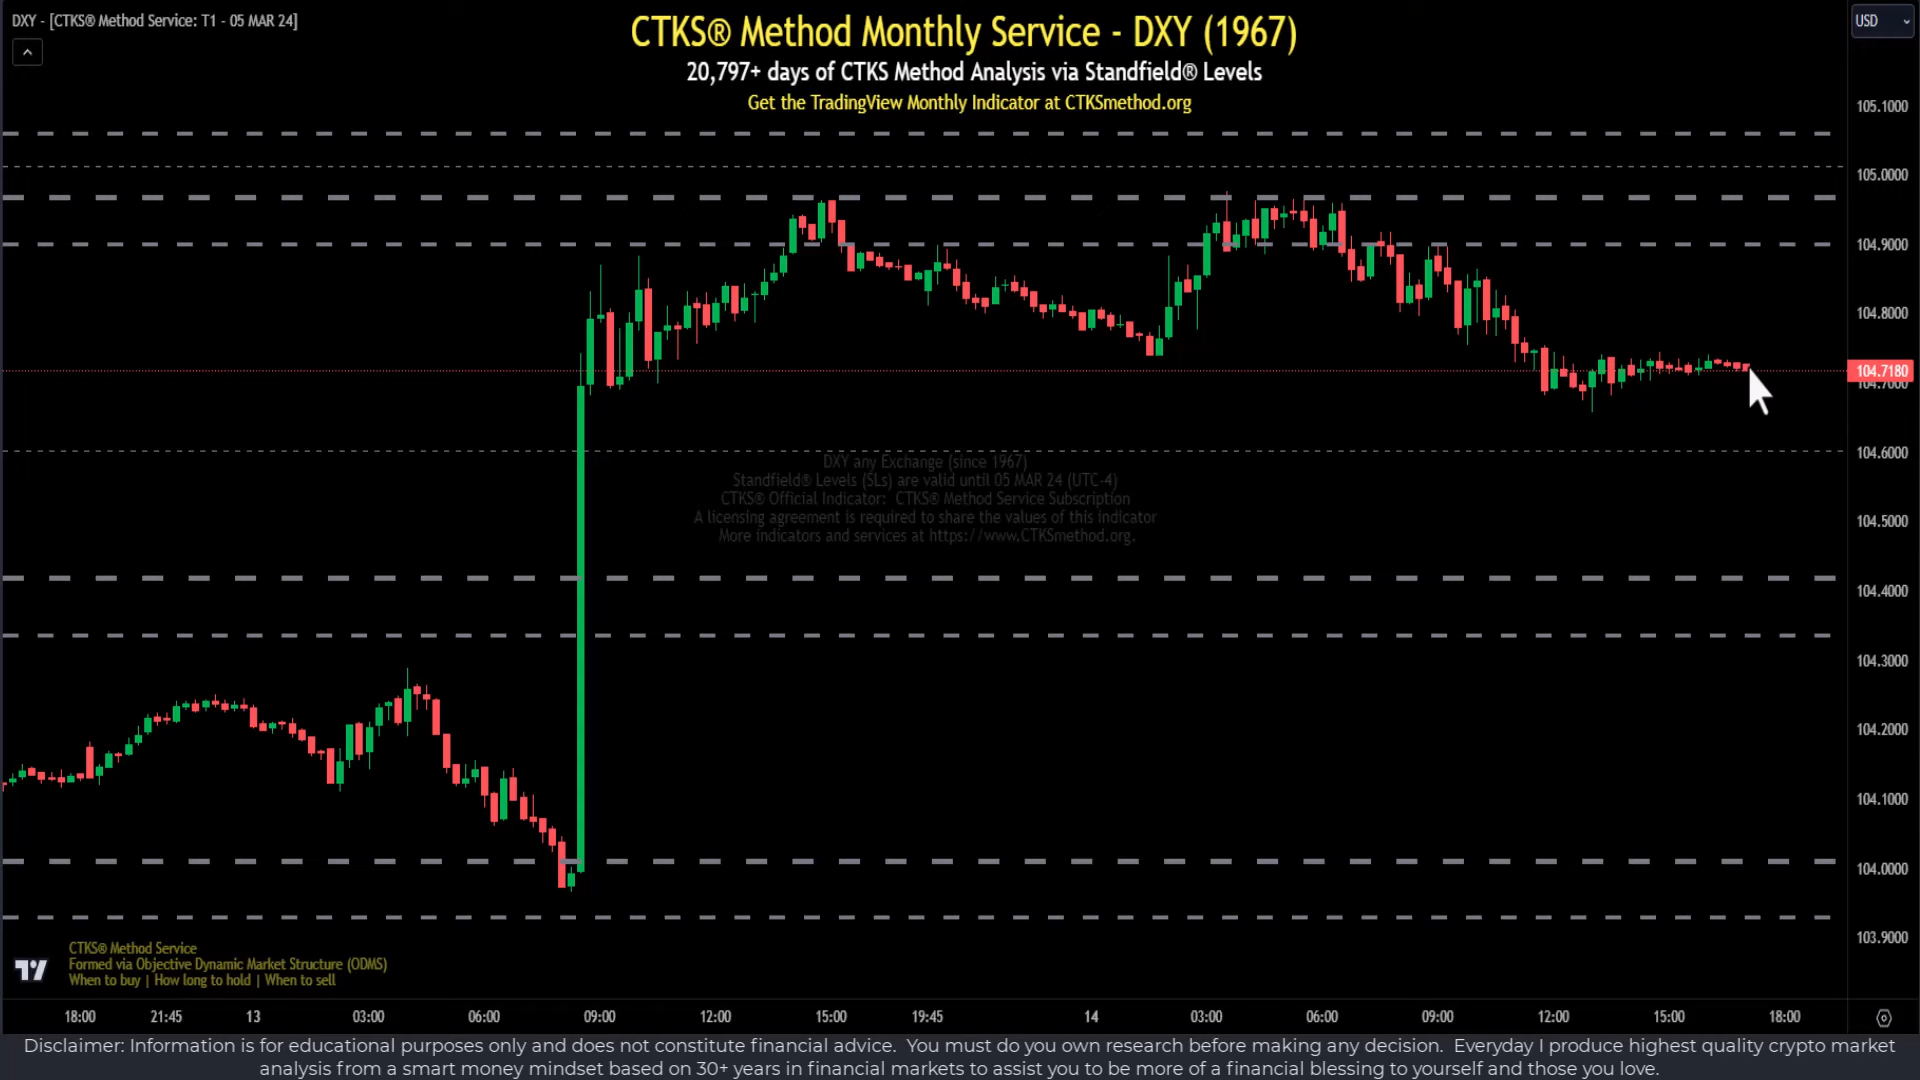 DXY - [CTKS® Method Service: T1 - 05 MAR 24]
CTKS® Method Monthly Service - DXY (1967)
20,797+ days of CTKS Method Analysis via Standfield® Levels
Get the TradingView Monthly Indicator at CTKSmethod.org
USD
105.1000
105.0000
104.9000
104.8000
104.7180
104.7000
104.6000
104.5000
104.4000
104.3000
104.2000
104.1000
104.0000
103.9000
DXY any Exchange (since 1967)
Standfield® Levels (SLs) are valid until 05 MAR 24 (UTC-4)
CTKS® Official Indicator: CTKS® Method Service Subscription
A licensing agreement is required to share the values of this indicator
More indicators and services at https://www.CTKSmethod.org.
CTKS® Method Service
Formed via Objective Dynamic Market Structure (ODMS)
When to buy | How long to hold | When to sell
18:00 21:45 13 03:00 06:00 09:00 12:00 15:00 19:45 14 03:00 06:00 09:00 12:00 15:00 18:00
Disclaimer: Information is for educational purposes only and does not constitute financial advice. You must do you own research before making any decision. Everyday I produce highest quality crypto market
analysis from a smart money mindset based on 30+ years in financial markets to assist you to be more of a financial blessing to yourself and those you love.